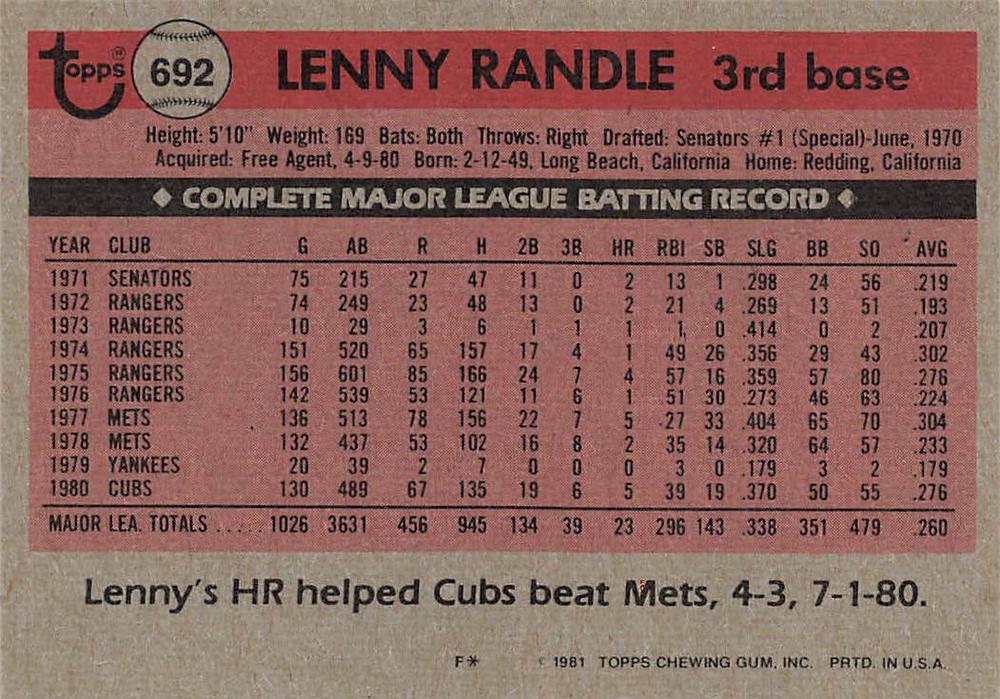 Topps® 692 LENNY RANDLE 3rd base
Height: 5'10" Weight: 169 Bats: Both Throws: Right Drafted: Senators #1 (Special)-June, 1970
Acquired: Free Agent, 4-9-80 Born: 2-12-49, Long Beach, California Home: Redding, California
◆ COMPLETE MAJOR LEAGUE BATTING RECORD ◆
YEAR CLUB G AB R H 2B 3B HR RBI SB SLG BB SO AVG
1971 SENATORS 75 215 27 47 11 0 2 13 1 .298 24 56 .219
1972 RANGERS 74 249 23 48 13 0 2 21 4 .269 13 51 .193
1973 RANGERS 10 29 3 6 1 1 1 1 0 .414 0 2 .207
1974 RANGERS 151 520 65 157 17 4 1 49 26 .356 29 43 .302
1975 RANGERS 156 601 85 166 24 7 4 57 16 .359 57 80 .276
1976 RANGERS 142 539 53 121 11 6 1 51 30 .273 46 63 .224
1977 METS 136 513 78 156 22 7 5 27 33 .404 65 70 .304
1978 METS 132 437 53 102 16 8 2 35 14 .320 64 57 .233
1979 YANKEES 20 39 2 7 0 0 0 3 0 .179 3 2 .179
1980 CUBS 130 489 67 135 19 6 5 39 19 .370 50 55 .276
MAJOR LEA. TOTALS ..... 1026 3631 456 945 134 39 23 296 143 .338 351 479 .260
Lenny's HR helped Cubs beat Mets, 4-3, 7-1-80.
F* © 1981 TOPPS CHEWING GUM, INC. PRTD. IN U.S.A.